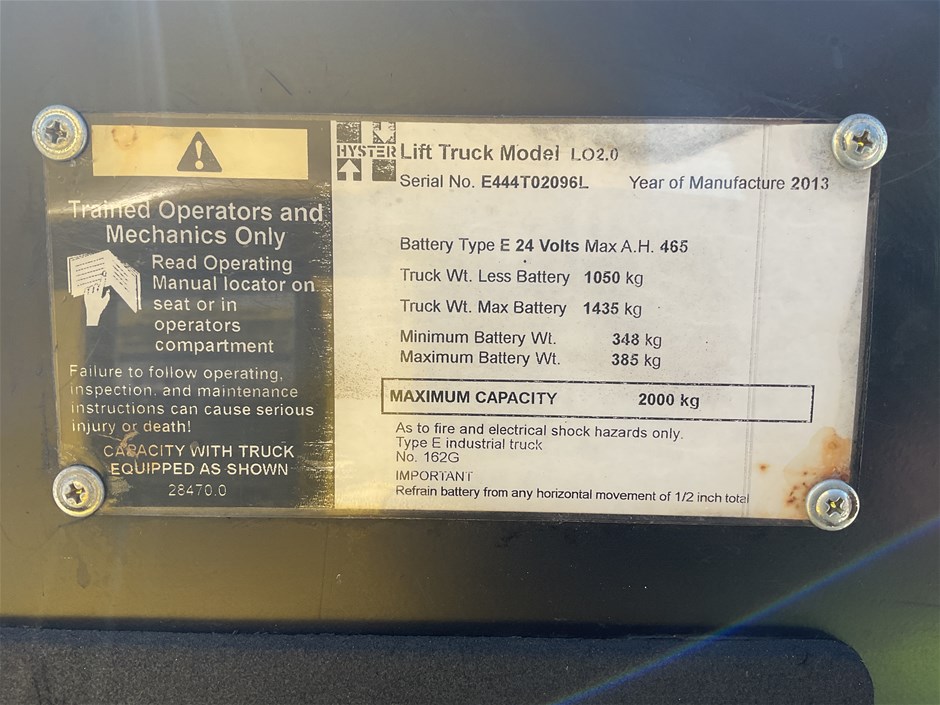 Trained Operators and
Mechanics Only
Read Operating
Manual locator on
seat or in
operators
compartment
Failure to follow operating,
inspection, and maintenance
instructions can cause serious
injury or death!
CAPACITY WITH TRUCK
EQUIPPED AS SHOWN
28470.0
HYSTER Lift Truck Model LO2.0
Serial No. E444T02096L Year of Manufacture 2013
Battery Type E 24 Volts Max A.H. 465
Truck Wt. Less Battery 1050 kg
Truck Wt. Max Battery 1435 kg
Minimum Battery Wt. 348 kg
Maximum Battery Wt. 385 kg
MAXIMUM CAPACITY 2000 kg
As to fire and electrical shock hazards only.
Type E industrial truck
No. 162G
IMPORTANT
Refrain battery from any horizontal movement of 1/2 inch total